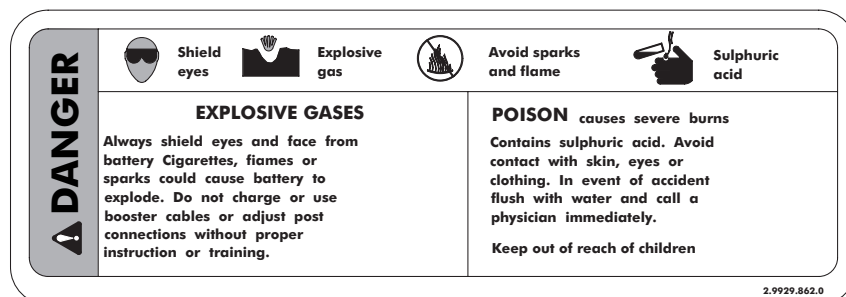 DANGER
Shield
eyes
Explosive
gas
Avoid sparks
and flame
Sulphuric
acid
EXPLOSIVE GASES
Always shield eyes and face from
battery Cigarettes, fiames or
sparks could cause battery to
explode. Do not charge or use
booster cables or adjust post
connections without proper
instruction or training.
POISON causes severe burns
Contains sulphuric acid. Avoid
contact with skin, eyes or
clothing. In event of accident
flush with water and call a
physician immediately.
Keep out of reach of children
2.9929.862.0